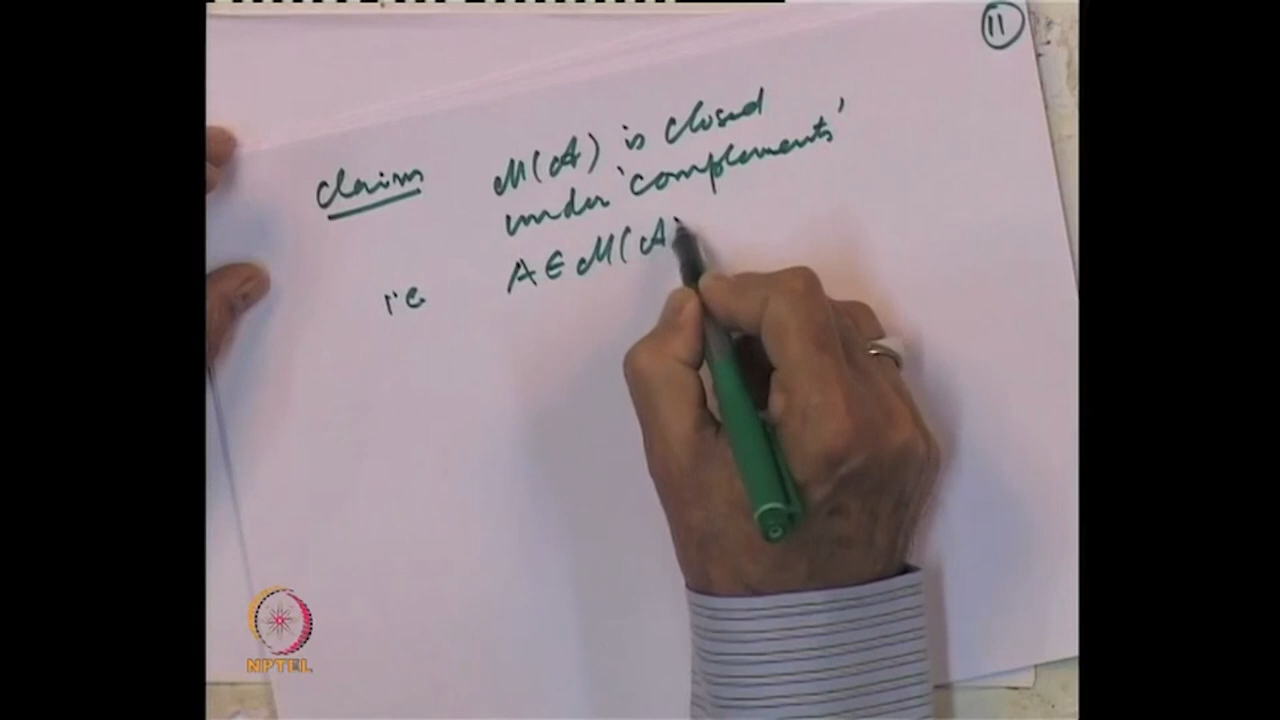 11
Claim M(A) is closed
under 'complements'
i.e A ∈ M(A)
NPTEL